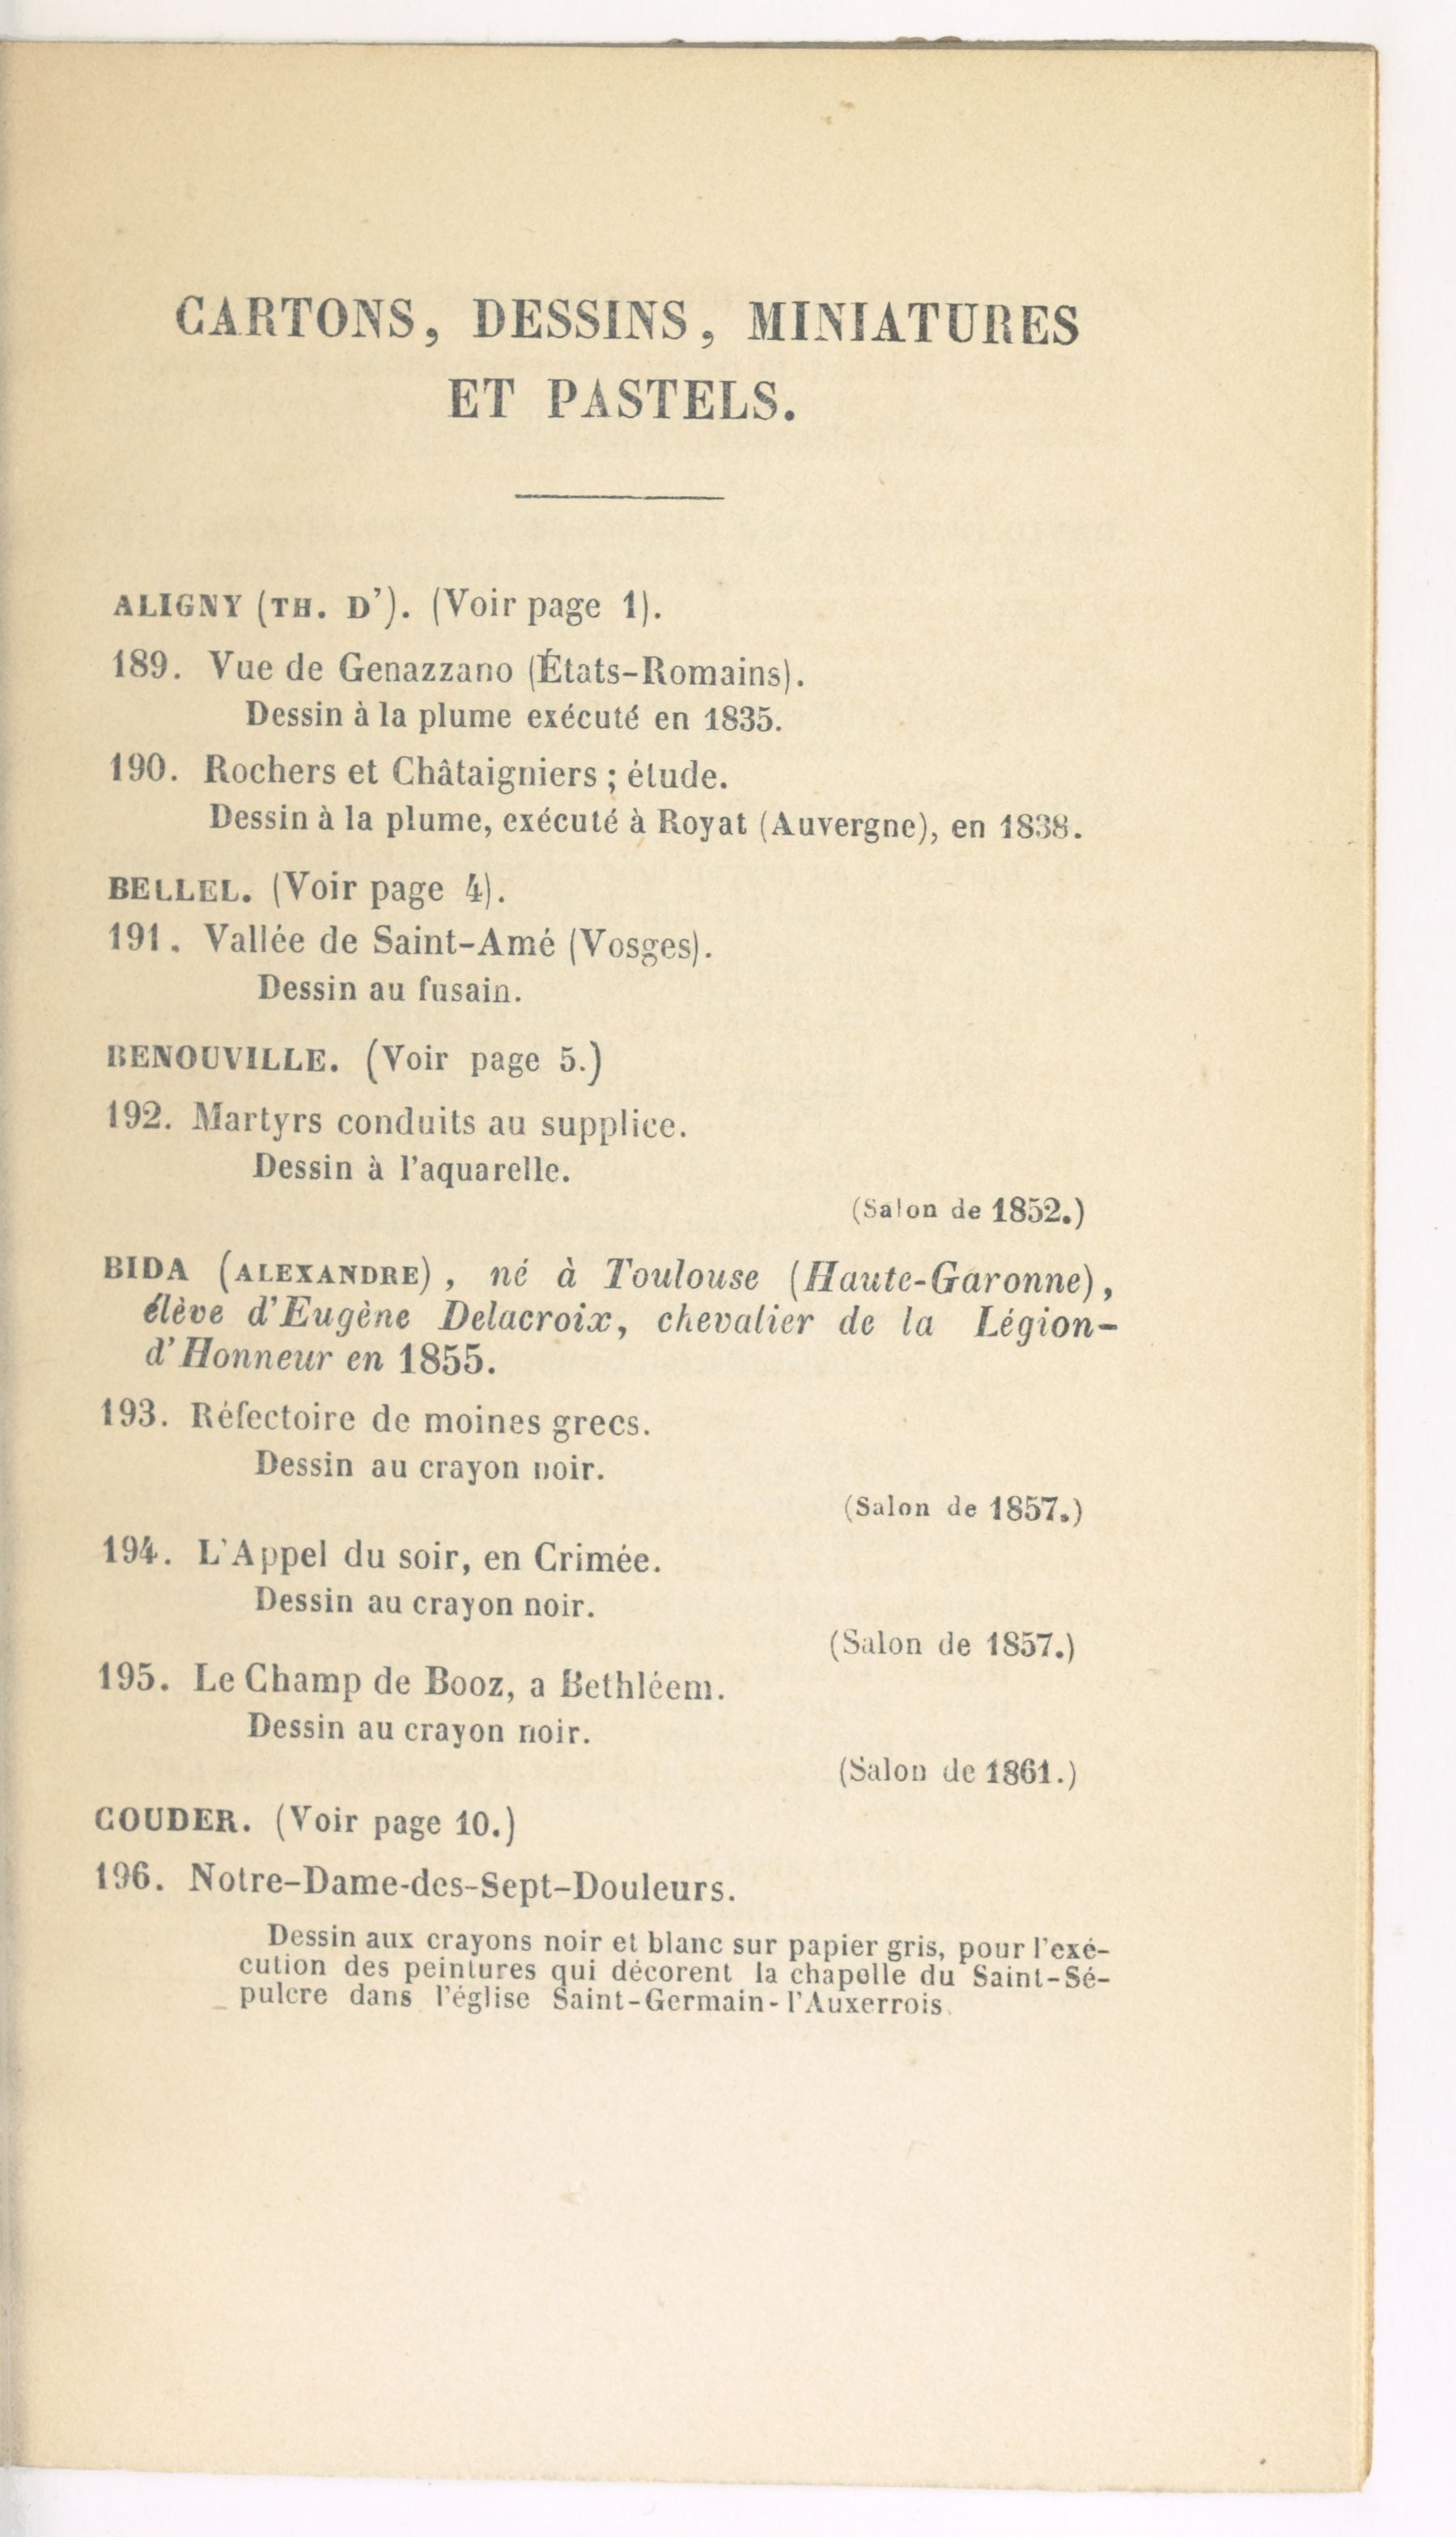 CARTONS, DESSINS, MINIATURES
ET PASTELS.
ALIGNY (TH. D'). (Voir page 1).
189. Vue de Genazzano (États-Romains).
Dessin à la plume exécuté en 1835.
190. Rochers et Châtaigniers ; étude.
Dessin à la plume, exécuté à Royat (Auvergne), en 1838.
BELLEL. (Voir page 4).
191. Vallée de Saint-Amé (Vosges).
Dessin au fusain.
BENOUVILLE. (Voir page 5.)
192. Martyrs conduits au supplice.
Dessin à l'aquarelle.
(Salon de 1852.)
BIDA (ALEXANDRE), né à Toulouse (Haute-Garonne),
élève d'Eugène Delacroix, chevalier de la Légion-
d'Honneur en 1855.
193. Réfectoire de moines grecs.
Dessin au crayon noir.
(Salon de 1857.)
194. L'Appel du soir, en Crimée.
Dessin au crayon noir.
(Salon de 1857.)
195. Le Champ de Booz, a Bethléem.
Dessin au crayon noir.
(Salon de 1861.)
COUDER. (Voir page 10.)
196. Notre-Dame-des-Sept-Douleurs.
Dessin aux crayons noir et blanc sur papier gris, pour l'exé-
cution des peintures qui décorent la chapelle du Saint-Sé-
pulcre dans l'église Saint-Germain-l'Auxerrois.